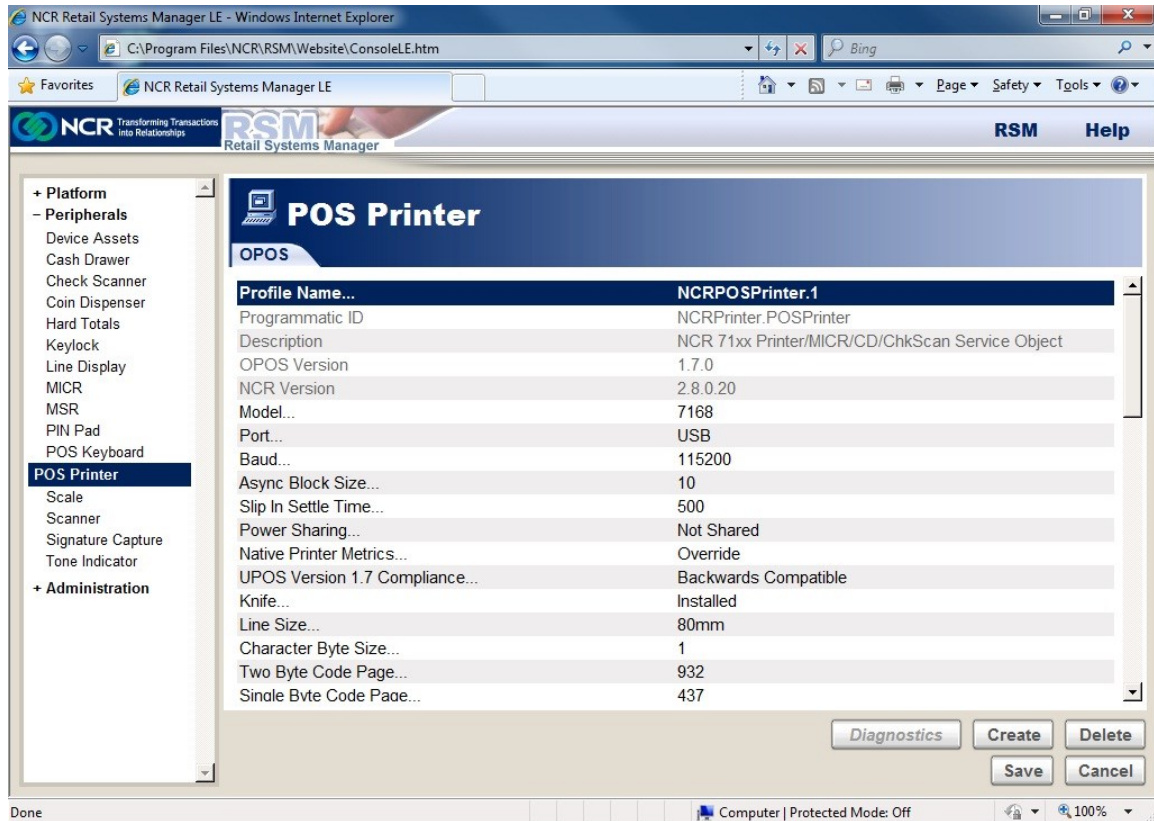 NCR Retail Systems Manager LE - Windows Internet Explorer
C:\Program Files\NCR\RSM\Website\ConsoleLE.htm
Bing
Favorites
NCR Retail Systems Manager LE
Page
Safety
Tools
NCR Transforming Transactions into Relationships
RSM
Retail Systems Manager
RSM Help
+ Platform
– Peripherals
Device Assets
Cash Drawer
Check Scanner
Coin Dispenser
Hard Totals
Keylock
Line Display
MICR
MSR
PIN Pad
POS Keyboard
POS Printer
Scale
Scanner
Signature Capture
Tone Indicator
+ Administration
POS Printer
OPOS
Profile Name... NCRPOSPrinter.1
Programmatic ID NCRPrinter.POSPrinter
Description NCR 71xx Printer/MICR/CD/ChkScan Service Object
OPOS Version 1.7.0
NCR Version 2.8.0.20
Model... 7168
Port... USB
Baud... 115200
Async Block Size... 10
Slip In Settle Time... 500
Power Sharing... Not Shared
Native Printer Metrics... Override
UPOS Version 1.7 Compliance... Backwards Compatible
Knife... Installed
Line Size... 80mm
Character Byte Size... 1
Two Byte Code Page... 932
Single Byte Code Page... 437
Diagnostics Create Delete
Save Cancel
Done
Computer | Protected Mode: Off
100%